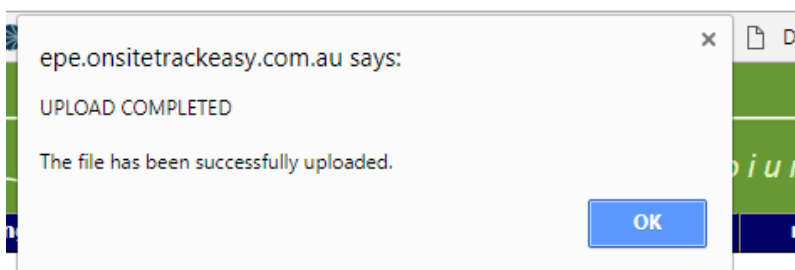 epe.onsitetrackeasy.com.au says:
UPLOAD COMPLETED
The file has been successfully uploaded.
OK